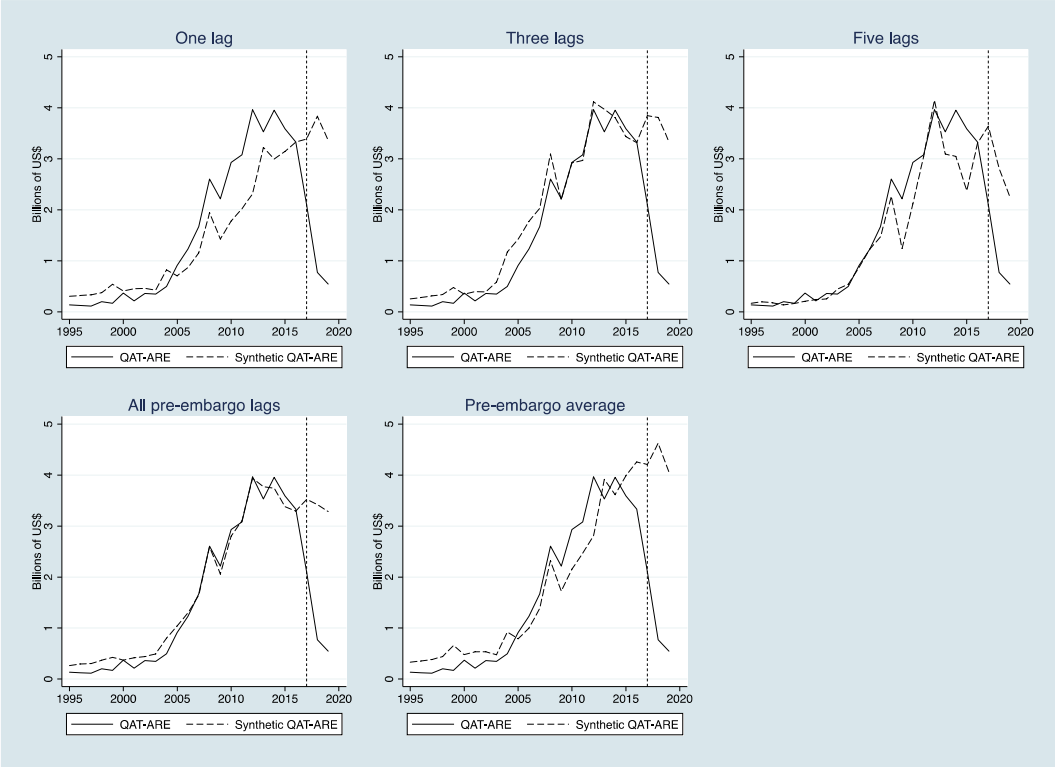 One lag
Billions of US$
5
4
3
2
1
0
1995 2000 2005 2010 2015 2020
QAT-ARE Synthetic QAT-ARE
Three lags
Billions of US$
5
4
3
2
1
0
1995 2000 2005 2010 2015 2020
QAT-ARE Synthetic QAT-ARE
Five lags
Billions of US$
5
4
3
2
1
0
1995 2000 2005 2010 2015 2020
QAT-ARE Synthetic QAT-ARE
All pre-embargo lags
Billions of US$
5
4
3
2
1
0
1995 2000 2005 2010 2015 2020
QAT-ARE Synthetic QAT-ARE
Pre-embargo average
Billions of US$
5
4
3
2
1
0
1995 2000 2005 2010 2015 2020
QAT-ARE Synthetic QAT-ARE